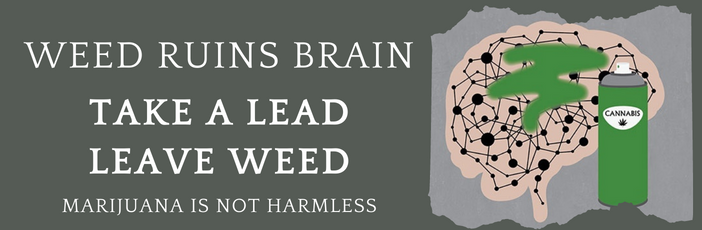 WEED RUINS BRAIN
TAKE A LEAD
LEAVE WEED
MARIJUANA IS NOT HARMLESS
CANNABIS